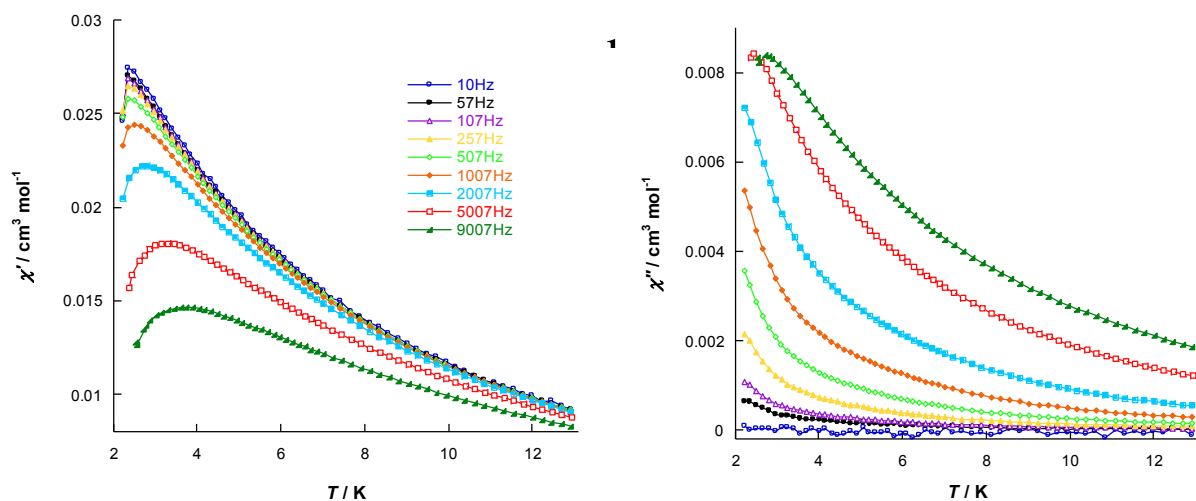 0.03
0.025
0.02
0.015
0.01
χ' / cm³ mol⁻¹
2 4 6 8 10 12
T / K
10Hz
57Hz
107Hz
257Hz
507Hz
1007Hz
2007Hz
5007Hz
9007Hz
0.008
0.006
0.004
0.002
0
χ" / cm³ mol⁻¹
2 4 6 8 10 12
T / K